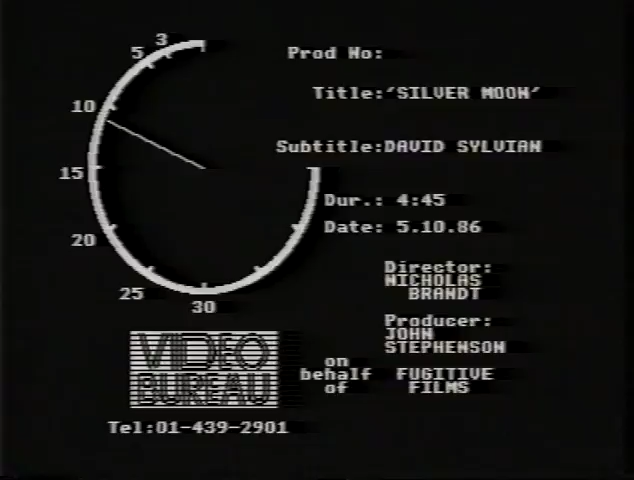 Prod No:
Title:'SILVER MOON'
Subtitle:DAVID SYLVIAN
Dur.: 4:45
Date: 5.10.86
Director:
NICHOLAS
BRANDT
Producer:
JOHN
STEPHENSON
on
behalf
of
FUGITIVE
FILMS
3
5
10
15
20
25
30
VIDEO
BUREAU
Tel:01-439-2901